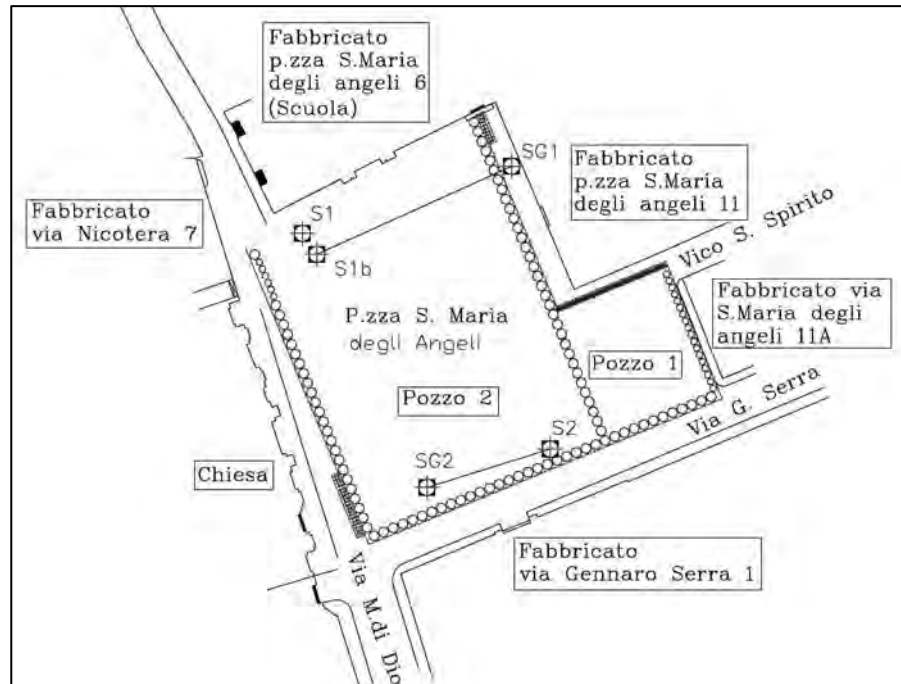 Fabbricato
p.zza S.Maria
degli angeli 6
(Scuola)
SG1
Fabbricato
p.zza S.Maria
degli angeli 11
Fabbricato
via Nicotera 7
S1
S1b
Vico S. Spirito
P.zza S. Maria
degli Angeli
Fabbricato via
S.Maria degli
angeli 11A
Pozzo 1
Pozzo 2
Via G. Serra
S2
SG2
Chiesa
Fabbricato
via Gennaro Serra 1
Via M.di Dio